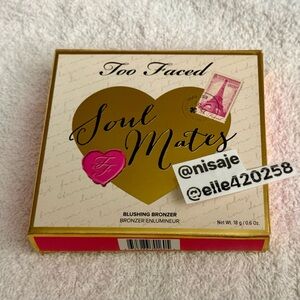 Too Faced
Soul
Mates
@nisaje
@elle420258
BLUSHING BRONZER
BRONZER ENLUMINEUR
Net Wt. 18 g / 0.6 Oz.